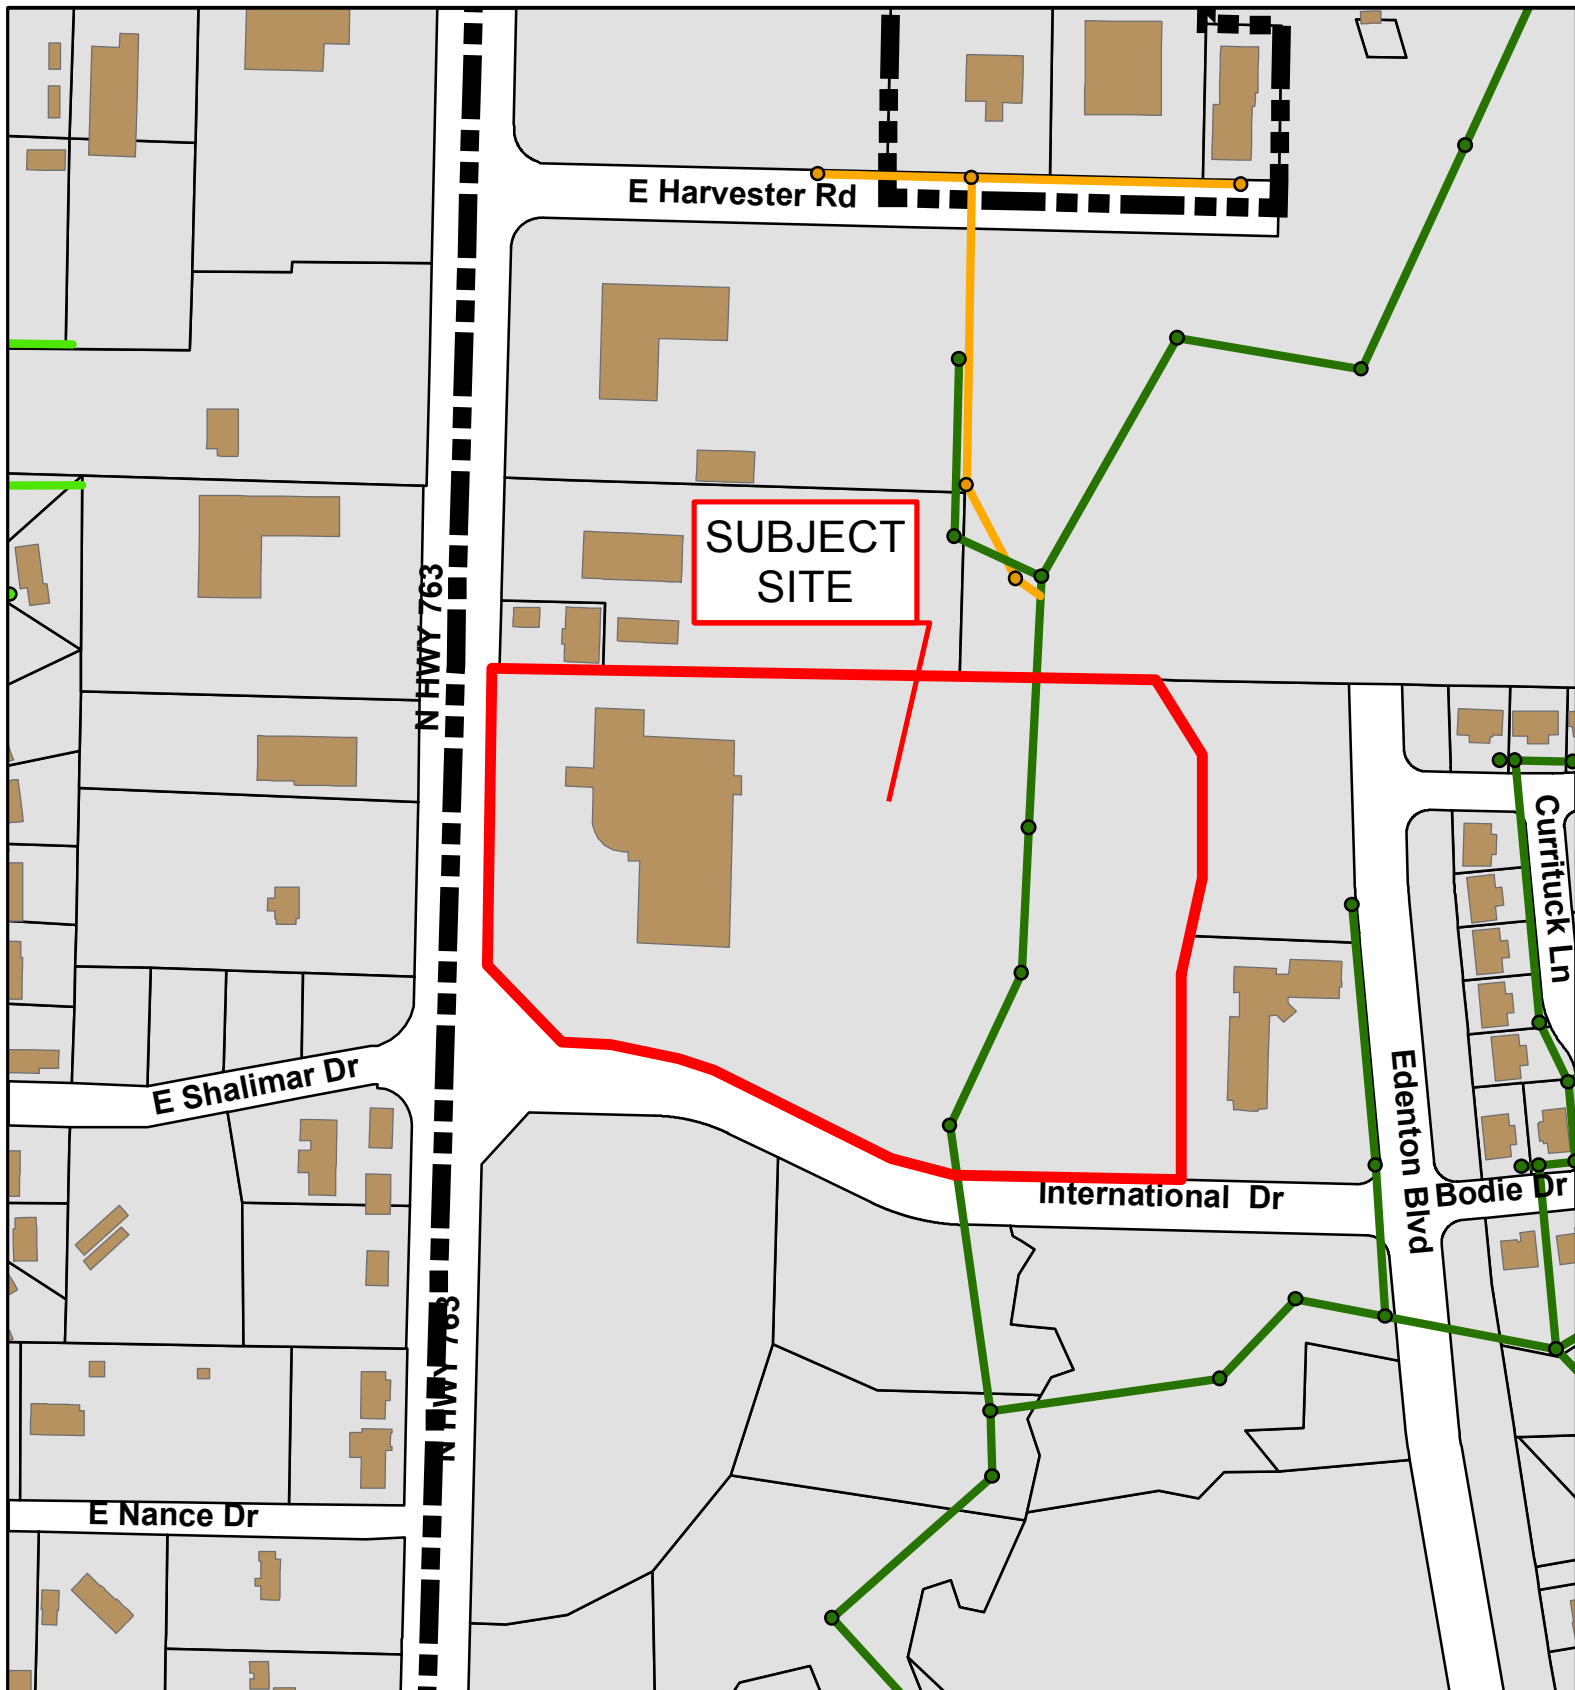 E Harvester Rd
SUBJECT
SITE
N HWY 763
Currituck Ln
E Shalimar Dr
Edenton Blvd
International Dr
Bodie Dr
N HWY 763
E Nance Dr